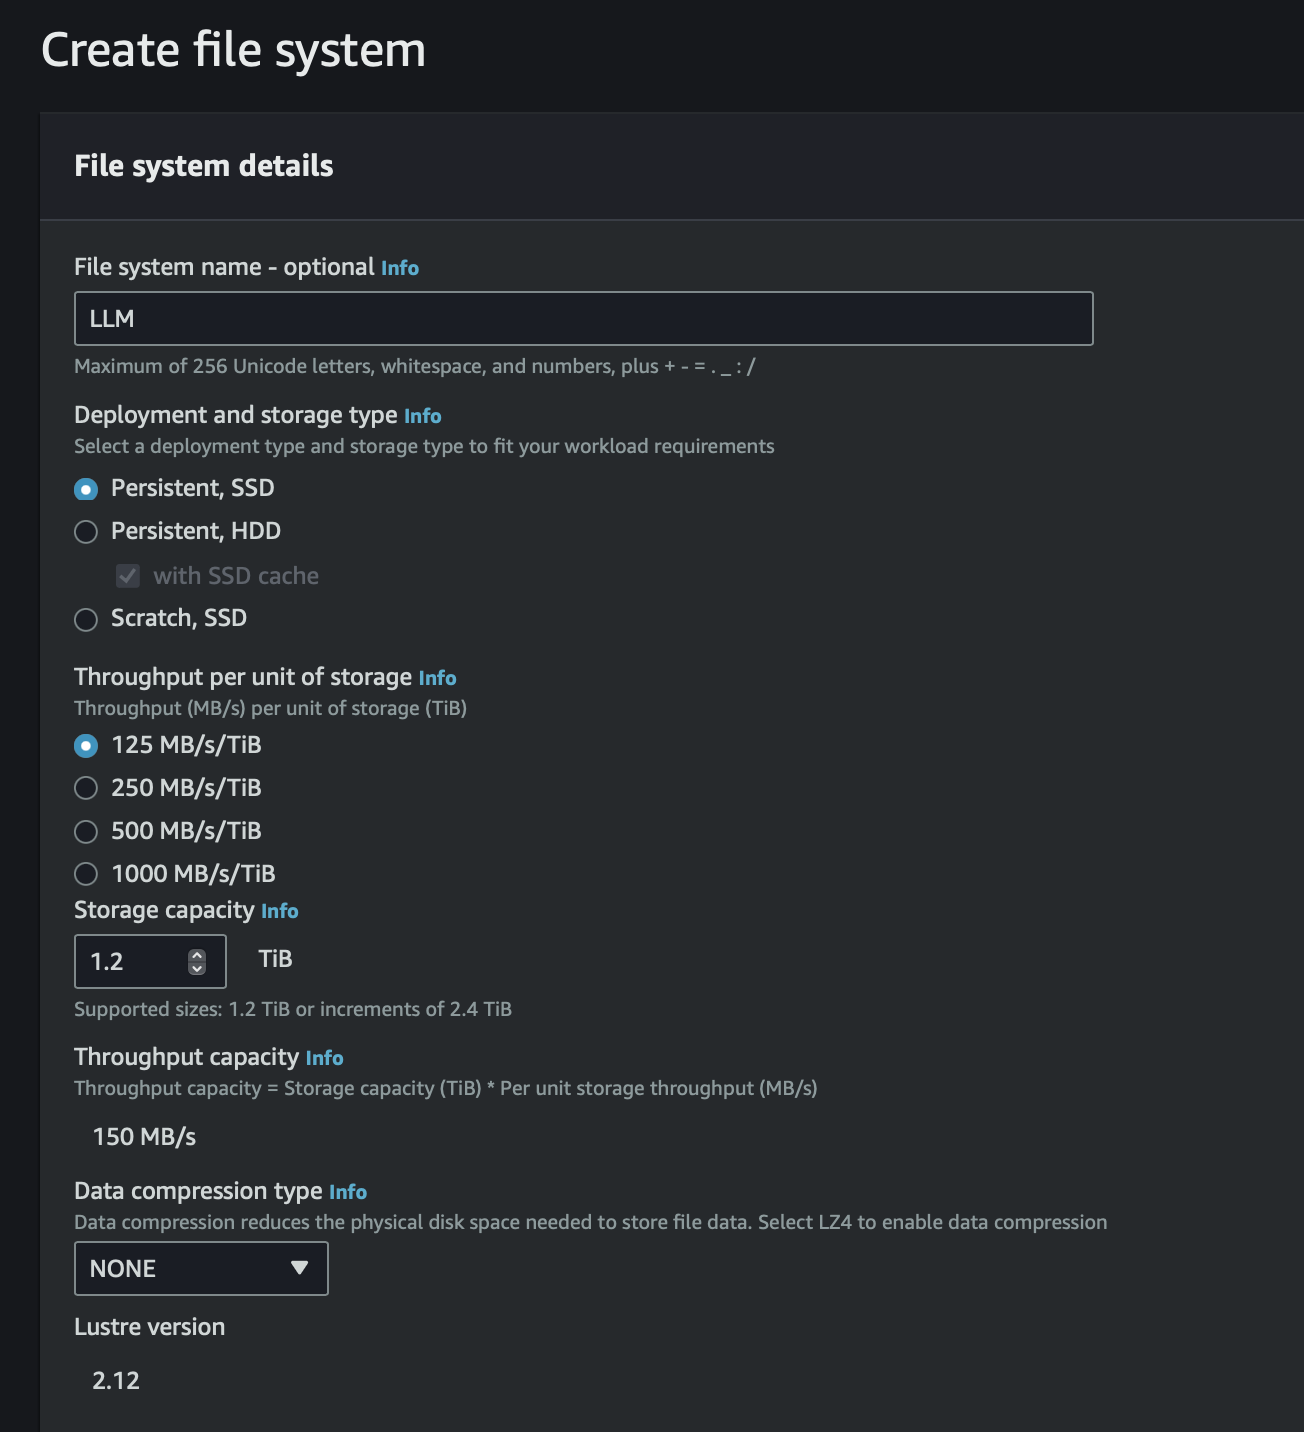 Create file system
File system details
File system name - optional Info
LLM
Maximum of 256 Unicode letters, whitespace, and numbers, plus + - = . _ : /
Deployment and storage type Info
Select a deployment type and storage type to fit your workload requirements
Persistent, SSD
Persistent, HDD
with SSD cache
Scratch, SSD
Throughput per unit of storage Info
Throughput (MB/s) per unit of storage (TiB)
125 MB/s/TiB
250 MB/s/TiB
500 MB/s/TiB
1000 MB/s/TiB
Storage capacity Info
1.2 TiB
Supported sizes: 1.2 TiB or increments of 2.4 TiB
Throughput capacity Info
Throughput capacity = Storage capacity (TiB) * Per unit storage throughput (MB/s)
150 MB/s
Data compression type Info
Data compression reduces the physical disk space needed to store file data. Select LZ4 to enable data compression
NONE
Lustre version
2.12